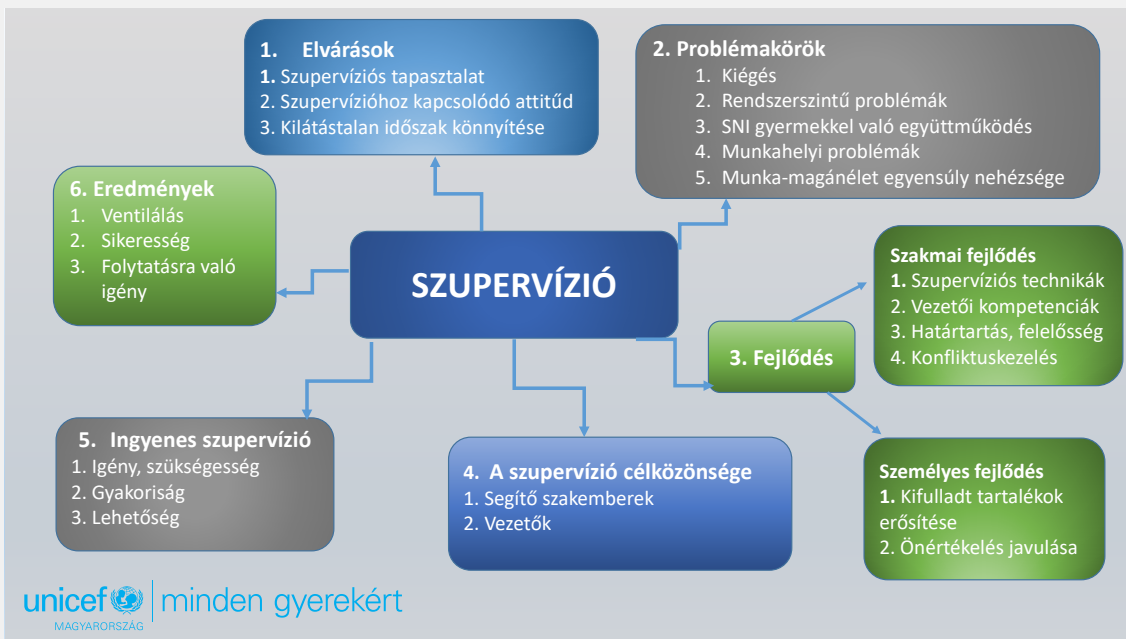 1. Elvárások
1. Szupervíziós tapasztalat
2. Szupervízióhoz kapcsolódó attitűd
3. Kilátástalan időszak könnyítése
2. Problémakörök
1. Kiégés
2. Rendszerszintű problémák
3. SNI gyermekkel való együttműködés
4. Munkahelyi problémák
5. Munka-magánélet egyensúly nehézsége
6. Eredmények
1. Ventilálás
2. Sikeresség
3. Folytatásra való
igény
SZUPERVÍZIÓ
Szakmai fejlődés
1. Szupervíziós technikák
2. Vezetői kompetenciák
3. Határtartás, felelősség
4. Konfliktuskezelés
3. Fejlődés
5. Ingyenes szupervízió
1. Igény, szükségesség
2. Gyakoriság
3. Lehetőség
4. A szupervízió célközönsége
1. Segítő szakemberek
2. Vezetők
Személyes fejlődés
1. Kifulladt tartalékok
erősítése
2. Önértékelés javulása
unicef minden gyerekért
MAGYARORSZÁG